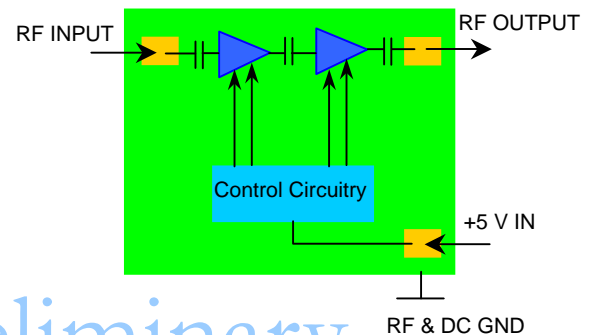 RF INPUT
RF OUTPUT
Control Circuitry
+5 V IN
RF & DC GND